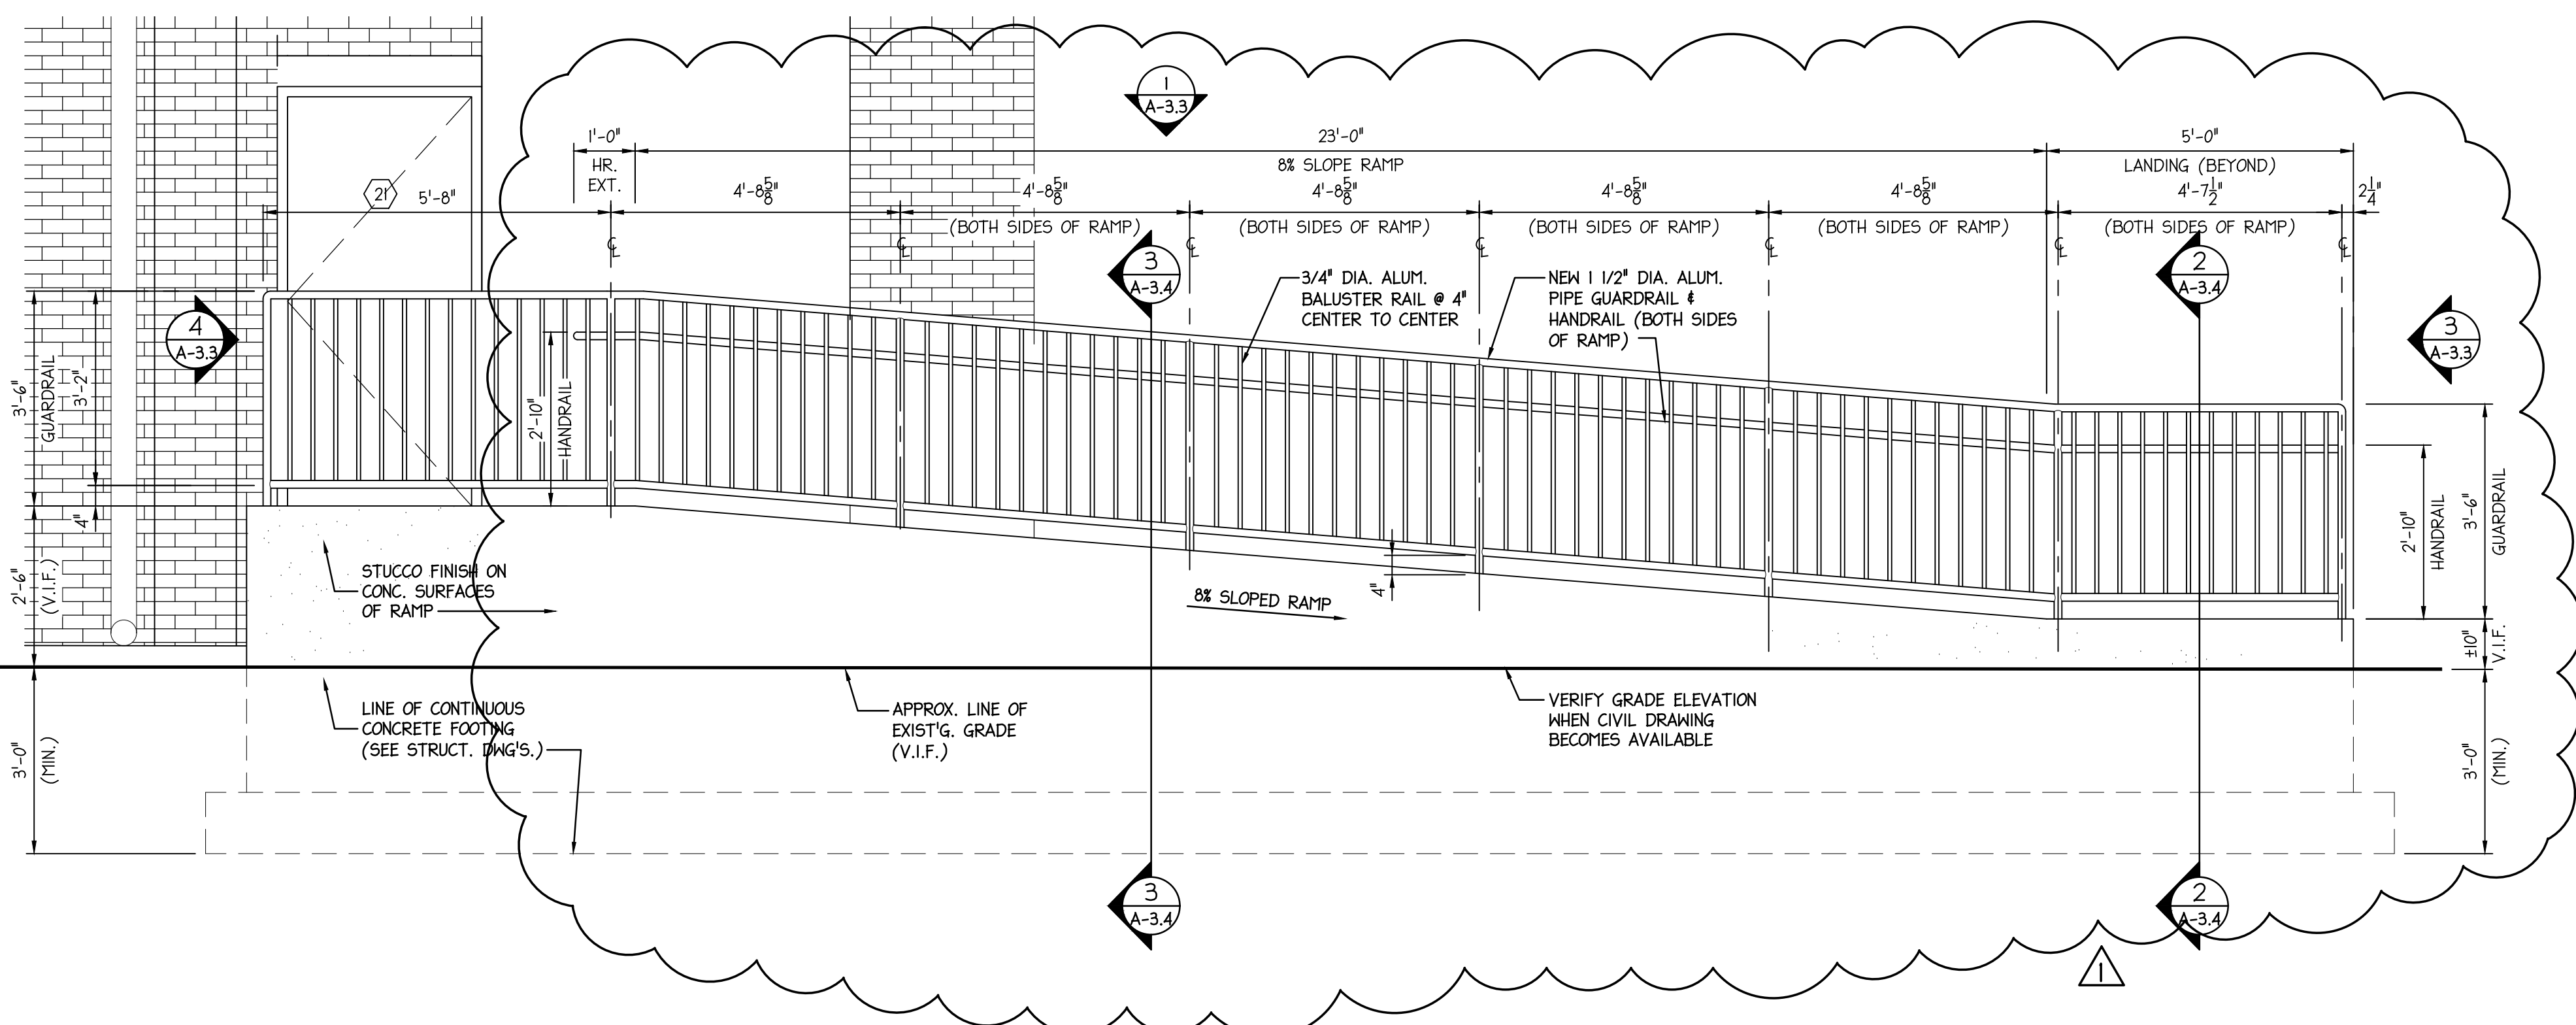 1
A-3.3
1'-0"
HR.
EXT.
23'-0"
8% SLOPE RAMP
5'-0"
LANDING (BEYOND)
21
5'-8"
4'-8 5/8"
4'-8 5/8"
(BOTH SIDES OF RAMP)
4'-8 5/8"
(BOTH SIDES OF RAMP)
4'-8 5/8"
(BOTH SIDES OF RAMP)
4'-8 5/8"
(BOTH SIDES OF RAMP)
4'-7 1/2"
(BOTH SIDES OF RAMP)
2 1/4"
℄
℄
℄
℄
℄
℄
℄
3
A-3.4
2
A-3.4
3/4" DIA. ALUM.
BALUSTER RAIL @ 4"
CENTER TO CENTER
NEW 1 1/2" DIA. ALUM.
PIPE GUARDRAIL &
HANDRAIL (BOTH SIDES
OF RAMP)
4
A-3.3
3
A-3.3
3'-6"
GUARDRAIL
3'-2"
4"
2'-10"
HANDRAIL
2'-10"
HANDRAIL
3'-6"
GUARDRAIL
2'-6"
(V.I.F.)
STUCCO FINISH ON
CONC. SURFACES
OF RAMP
4"
8% SLOPED RAMP
±10"
V.I.F.
LINE OF CONTINUOUS
CONCRETE FOOTING
(SEE STRUCT. DWG'S.)
APPROX. LINE OF
EXIST'G. GRADE
(V.I.F.)
VERIFY GRADE ELEVATION
WHEN CIVIL DRAWING
BECOMES AVAILABLE
3'-0"
(MIN.)
3'-0"
(MIN.)
3
A-3.4
2
A-3.4
1